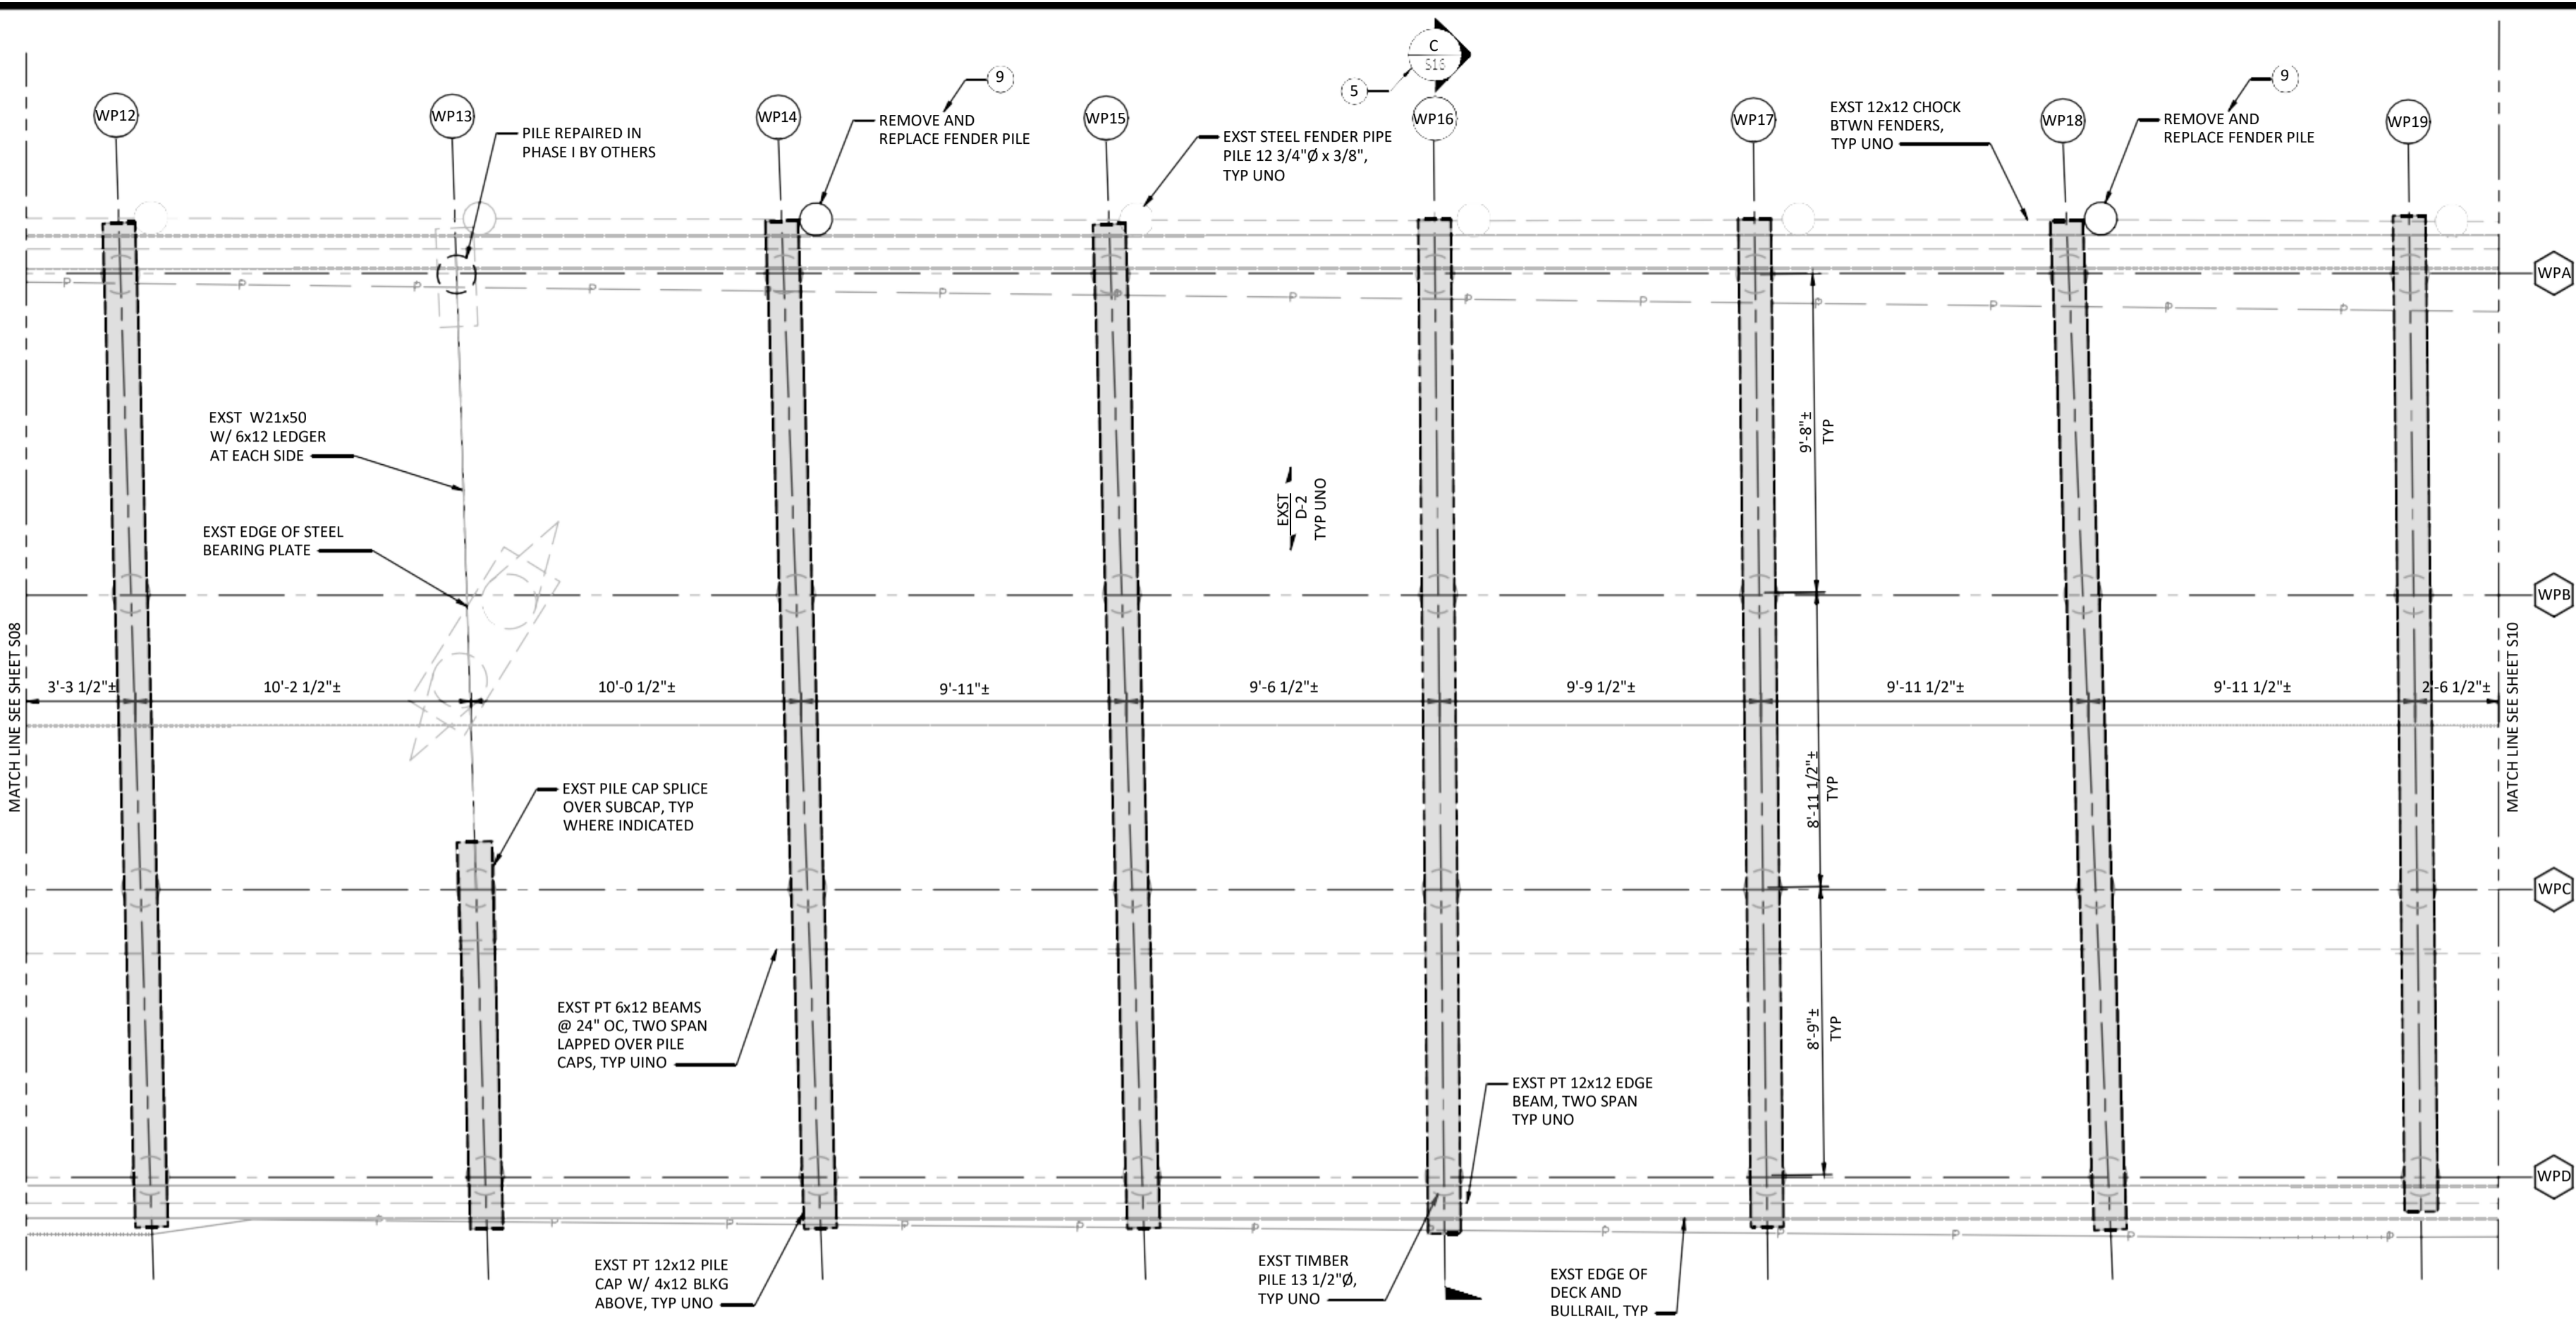 C
S16
5
9
9
WP12
WP13
WP14
WP15
WP16
WP17
WP18
WP19
PILE REPAIRED IN
PHASE I BY OTHERS
REMOVE AND
REPLACE FENDER PILE
EXST STEEL FENDER PIPE
PILE 12 3/4"Ø x 3/8",
TYP UNO
EXST 12x12 CHOCK
BTWN FENDERS,
TYP UNO
REMOVE AND
REPLACE FENDER PILE
WPA
P P P P P P P P P P P P P P
EXST W21x50
W/ 6x12 LEDGER
AT EACH SIDE
9'-8"±
TYP
EXST
D-2
TYP UNO
EXST EDGE OF STEEL
BEARING PLATE
WPB
MATCH LINE SEE SHEET S08
3'-3 1/2"±
10'-2 1/2"±
10'-0 1/2"±
9'-11"±
9'-6 1/2"±
9'-9 1/2"±
9'-11 1/2"±
9'-11 1/2"±
2'-6 1/2"±
MATCH LINE SEE SHEET S10
8'-11 1/2"±
TYP
EXST PILE CAP SPLICE
OVER SUBCAP, TYP
WHERE INDICATED
WPC
EXST PT 6x12 BEAMS
@ 24" OC, TWO SPAN
LAPPED OVER PILE
CAPS, TYP UINO
8'-9"±
TYP
EXST PT 12x12 EDGE
BEAM, TWO SPAN
TYP UNO
WPD
P P P P P P P P P P P P
EXST PT 12x12 PILE
CAP W/ 4x12 BLKG
ABOVE, TYP UNO
EXST TIMBER
PILE 13 1/2"Ø,
TYP UNO
EXST EDGE OF
DECK AND
BULLRAIL, TYP